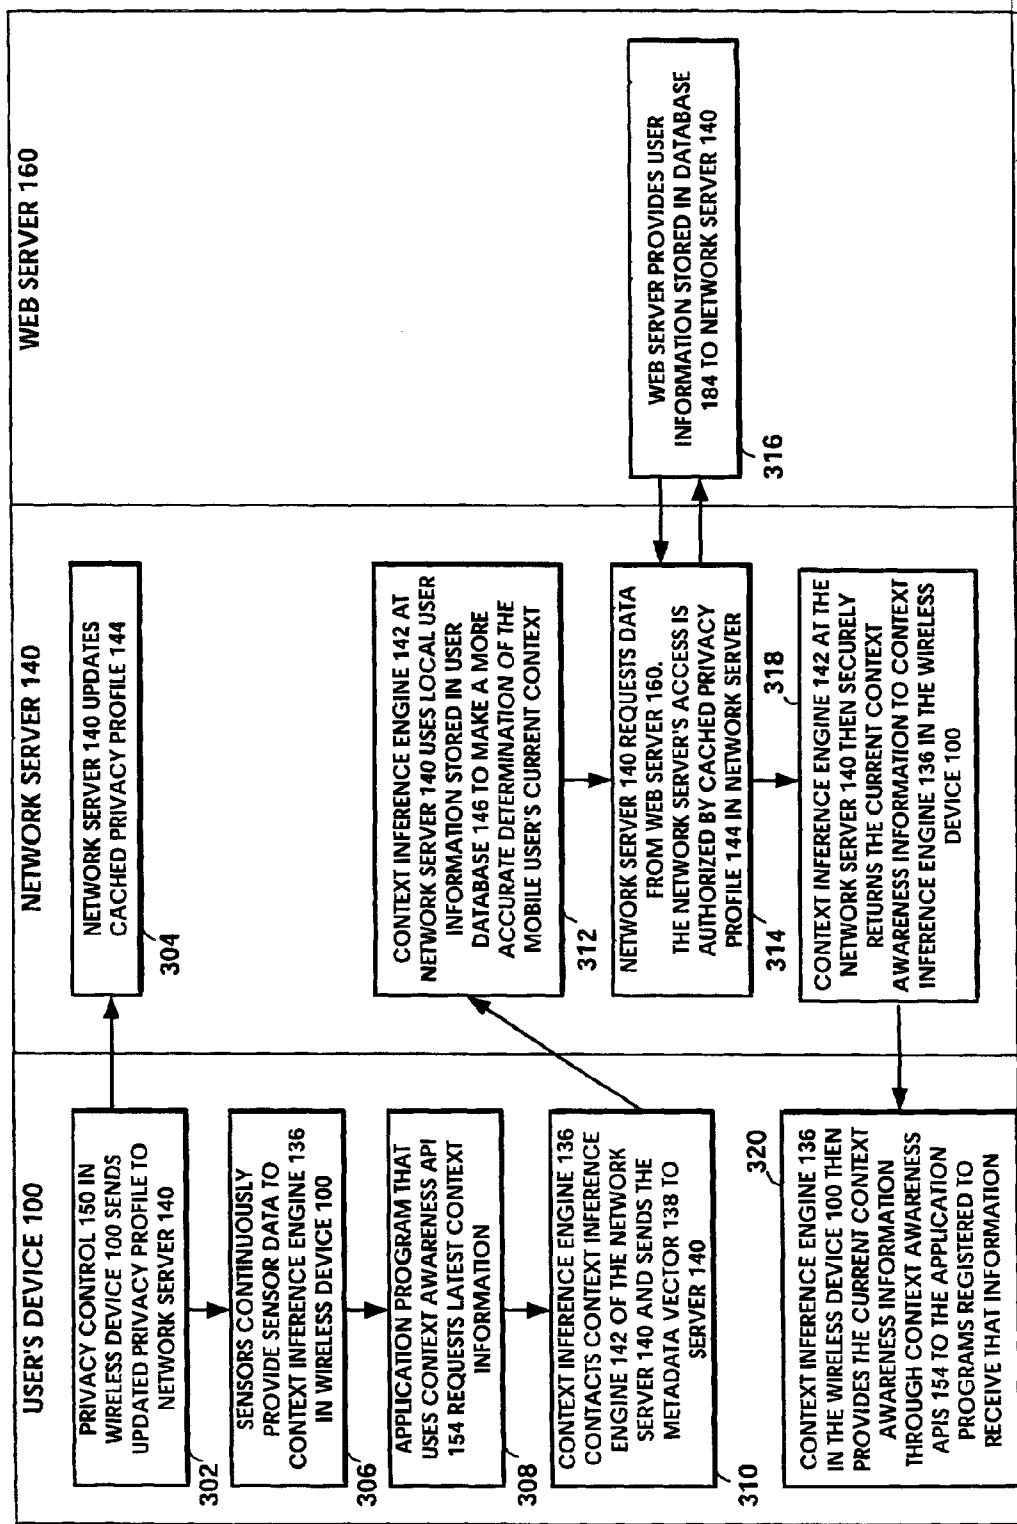 USER'S DEVICE 100
NETWORK SERVER 140
WEB SERVER 160
PRIVACY CONTROL 150 IN
WIRELESS DEVICE 100 SENDS
UPDATED PRIVACY PROFILE TO
NETWORK SERVER 140
302
NETWORK SERVER 140 UPDATES
CACHED PRIVACY PROFILE 144
304
SENSORS CONTINUOUSLY
PROVIDE SENSOR DATA TO
CONTEXT INFERENCE ENGINE 136
IN WIRELESS DEVICE 100
306
APPLICATION PROGRAM THAT
USES CONTEXT AWARENESS API
154 REQUESTS LATEST CONTEXT
INFORMATION
308
CONTEXT INFERENCE ENGINE 136
CONTACTS CONTEXT INFERENCE
ENGINE 142 OF THE NETWORK
SERVER 140 AND SENDS THE
METADATA VECTOR 138 TO
SERVER 140
310
CONTEXT INFERENCE ENGINE 142 AT
NETWORK SERVER 140 USES LOCAL USER
INFORMATION STORED IN USER
DATABASE 146 TO MAKE A MORE
ACCURATE DETERMINATION OF THE
MOBILE USER'S CURRENT CONTEXT
312
NETWORK SERVER 140 REQUESTS DATA
FROM WEB SERVER 160.
THE NETWORK SERVER'S ACCESS IS
AUTHORIZED BY CACHED PRIVACY
PROFILE 144 IN NETWORK SERVER
314
WEB SERVER PROVIDES USER
INFORMATION STORED IN DATABASE
184 TO NETWORK SERVER 140
316
318
CONTEXT INFERENCE ENGINE 142 AT THE
NETWORK SERVER 140 THEN SECURELY
RETURNS THE CURRENT CONTEXT
AWARENESS INFORMATION TO CONTEXT
INFERENCE ENGINE 136 IN THE WIRELESS
DEVICE 100
320
CONTEXT INFERENCE ENGINE 136
IN THE WIRELESS DEVICE 100 THEN
PROVIDES THE CURRENT CONTEXT
AWARENESS INFORMATION
THROUGH CONTEXT AWARENESS
APIS 154 TO THE APPLICATION
PROGRAMS REGISTERED TO
RECEIVE THAT INFORMATION